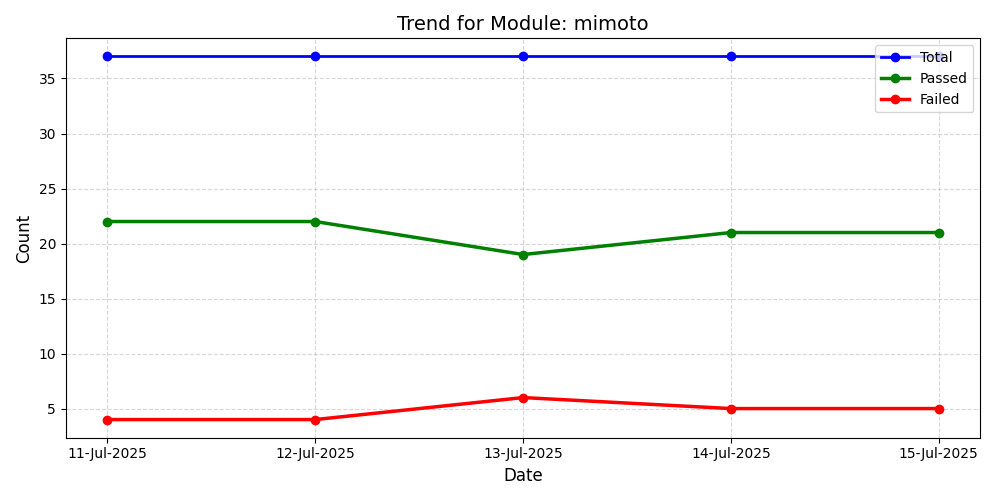 Trend for Module: mimoto
Total
Passed
Failed
35
30
25
20
15
10
5
Count
11-Jul-2025
12-Jul-2025
13-Jul-2025
14-Jul-2025
15-Jul-2025
Date